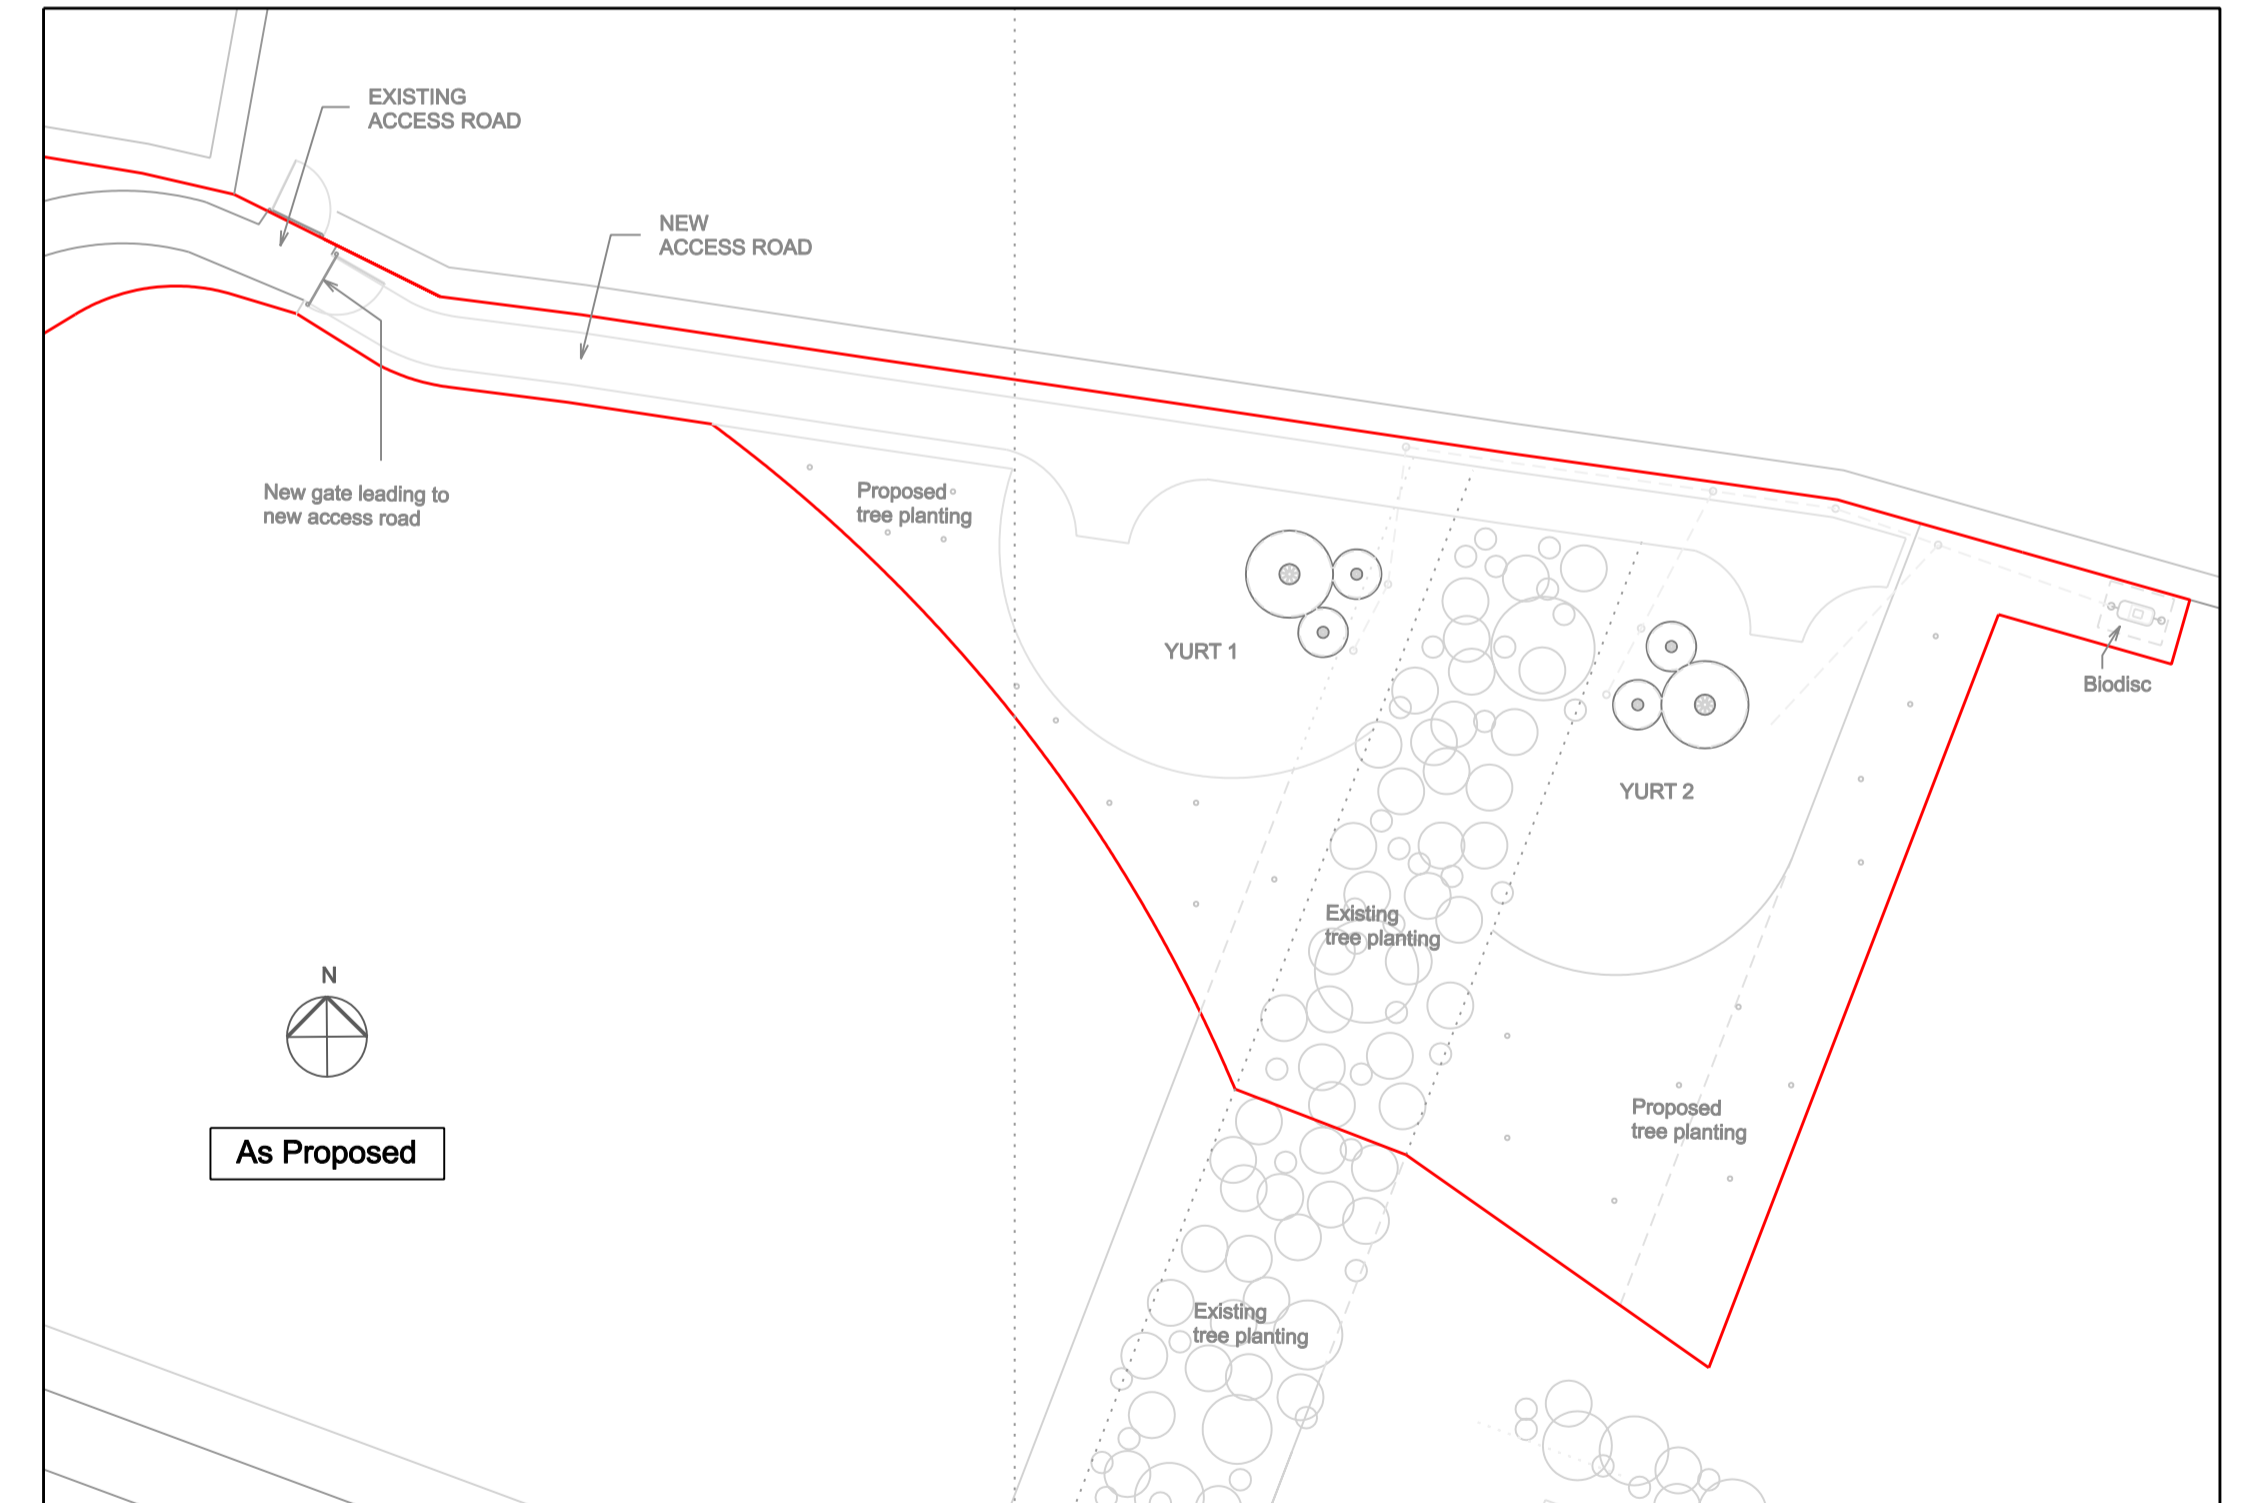 EXISTING
ACCESS ROAD
NEW
ACCESS ROAD
New gate leading to
new access road
Proposed
tree planting
YURT 1
YURT 2
Biodisc
Existing
tree planting
N
As Proposed
Proposed
tree planting
Existing
tree planting